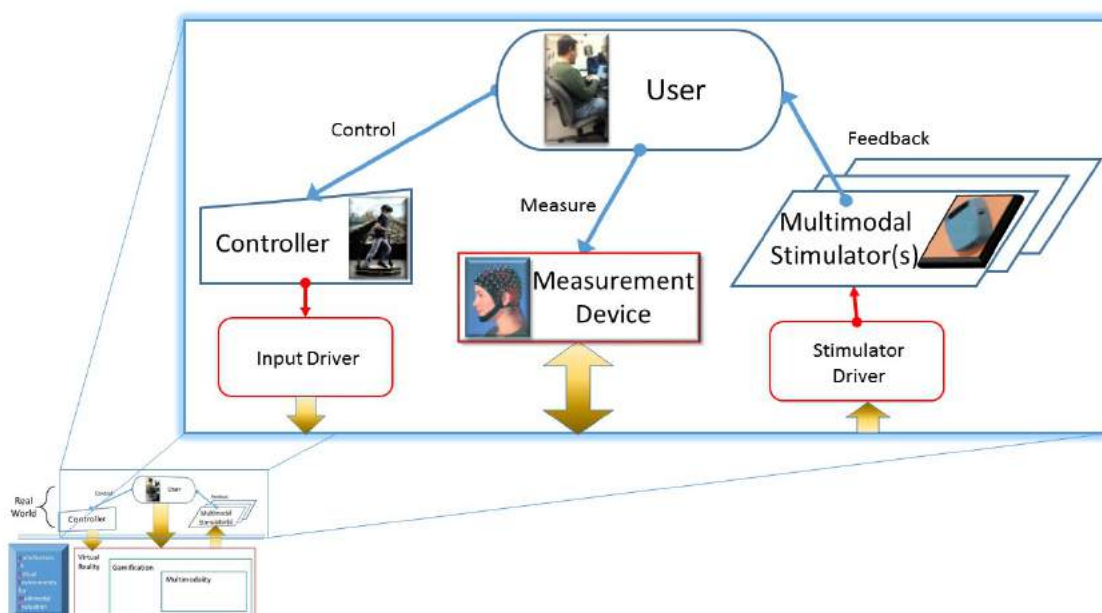 User
Control
Feedback
Measure
Controller
Multimodal
Stimulator(s)
Measurement
Device
Input Driver
Stimulator
Driver
Real
World
Control
User
Feedback
Controller
Multimodal
Stimulator(s)
Virtual
Reality
Gamification
Multimodality